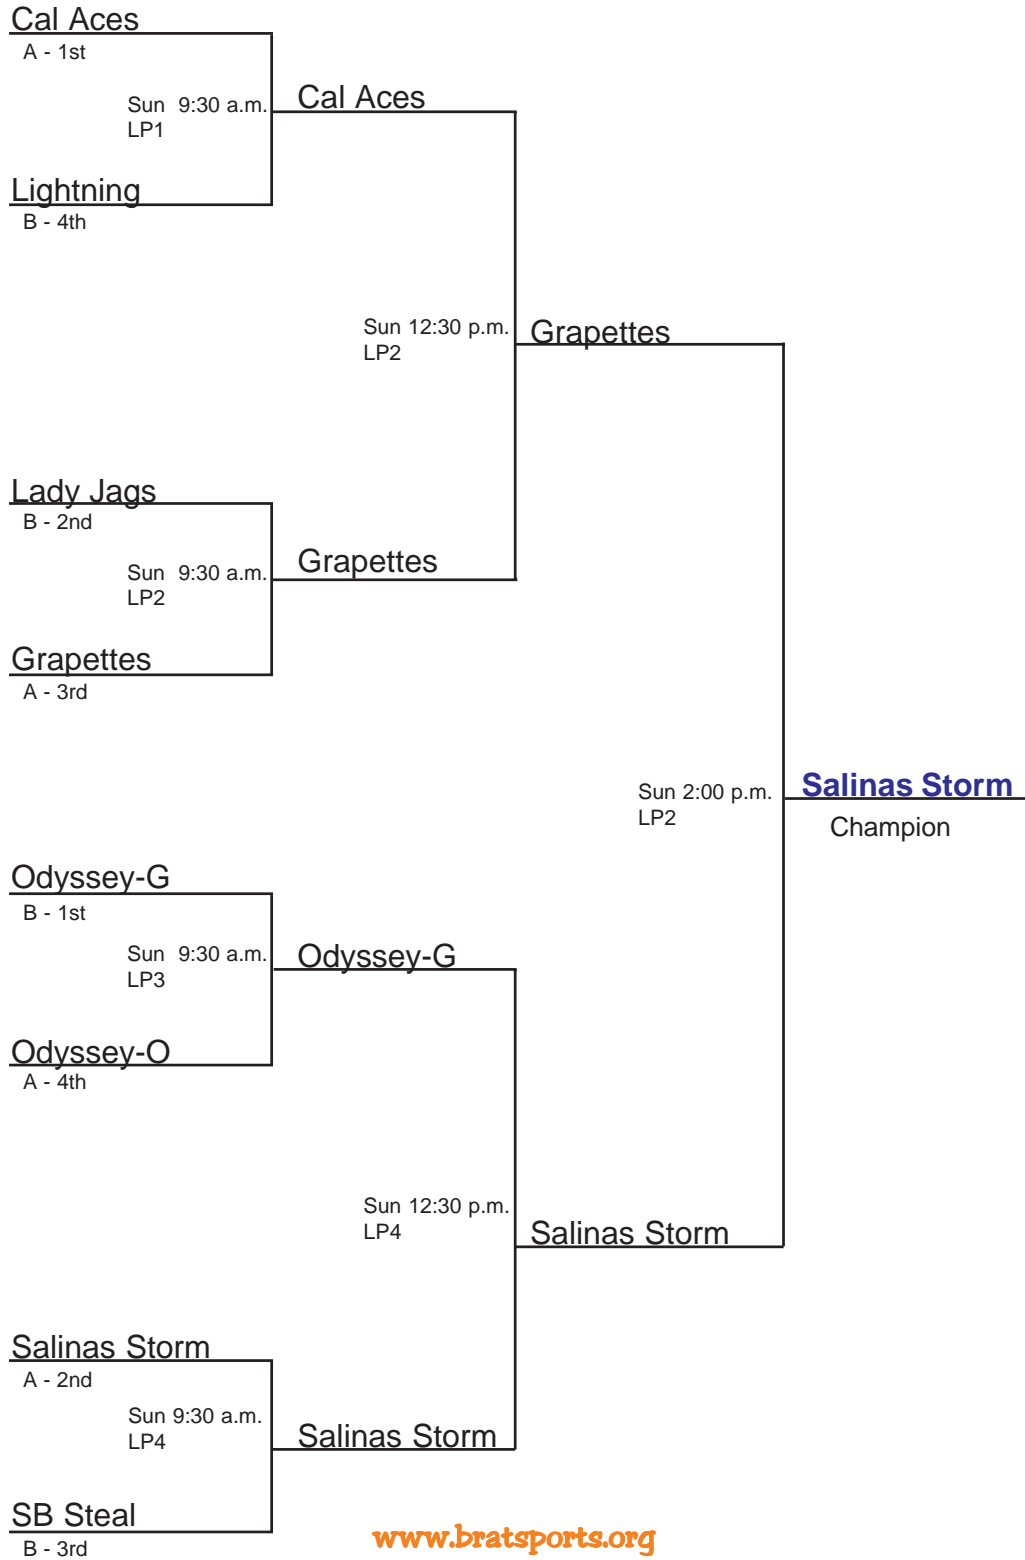 Cal Aces
A - 1st
Sun 9:30 a.m.
LP1
Cal Aces
Lightning
B - 4th
Sun 12:30 p.m.
LP2
Grapettes
Lady Jags
B - 2nd
Sun 9:30 a.m.
LP2
Grapettes
Grapettes
A - 3rd
Sun 2:00 p.m.
LP2
Salinas Storm
Champion
Odyssey-G
B - 1st
Sun 9:30 a.m.
LP3
Odyssey-G
Odyssey-O
A - 4th
Sun 12:30 p.m.
LP4
Salinas Storm
Salinas Storm
A - 2nd
Sun 9:30 a.m.
LP4
Salinas Storm
SB Steal
B - 3rd
www.bratsports.org